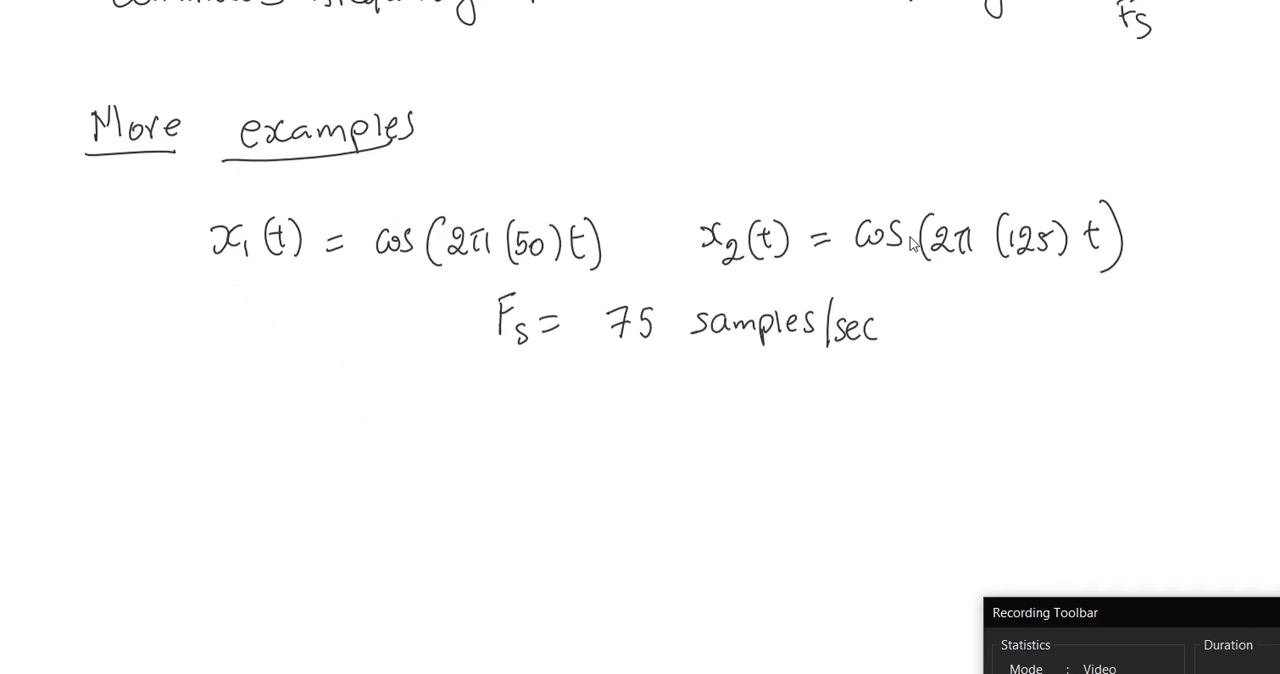 Fs
More examples
x₁(t) = cos(2π(50)t) x₂(t) = cos(2π(125)t)
Fs = 75 samples/sec
Recording Toolbar
Statistics Duration
Mode : Video